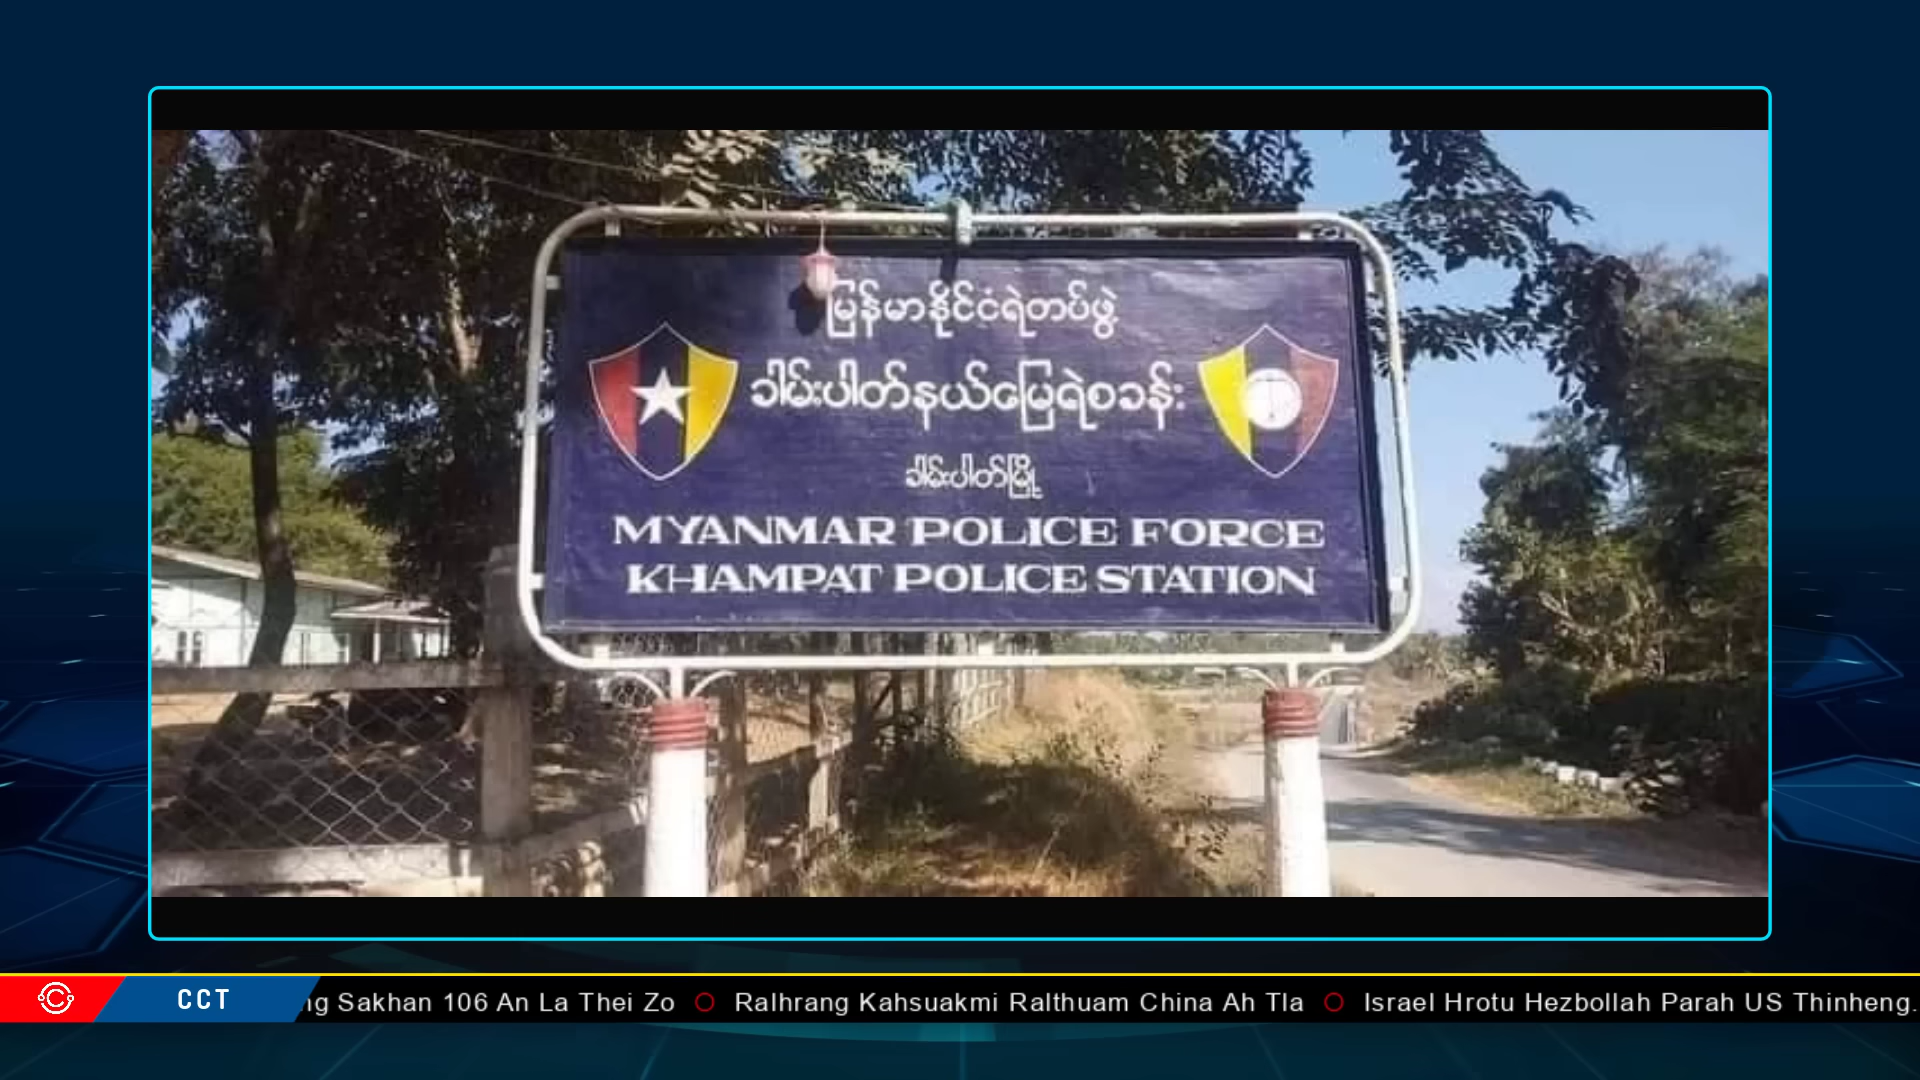 မြန်မာနိုင်ငံရဲတပ်ဖွဲ့
ခါမ်းပါတ်နယ်မြေရဲစခန်း
ခါမ်းပါတ်မြို့
MYANMAR POLICE FORCE
KHAMPAT POLICE STATION
CCT
ng Sakhan 106 An La Thei Zo
Ralhrang Kahsuakmi Ralthuam China Ah Tla
Israel Hrotu Hezbollah Parah US Thinheng.